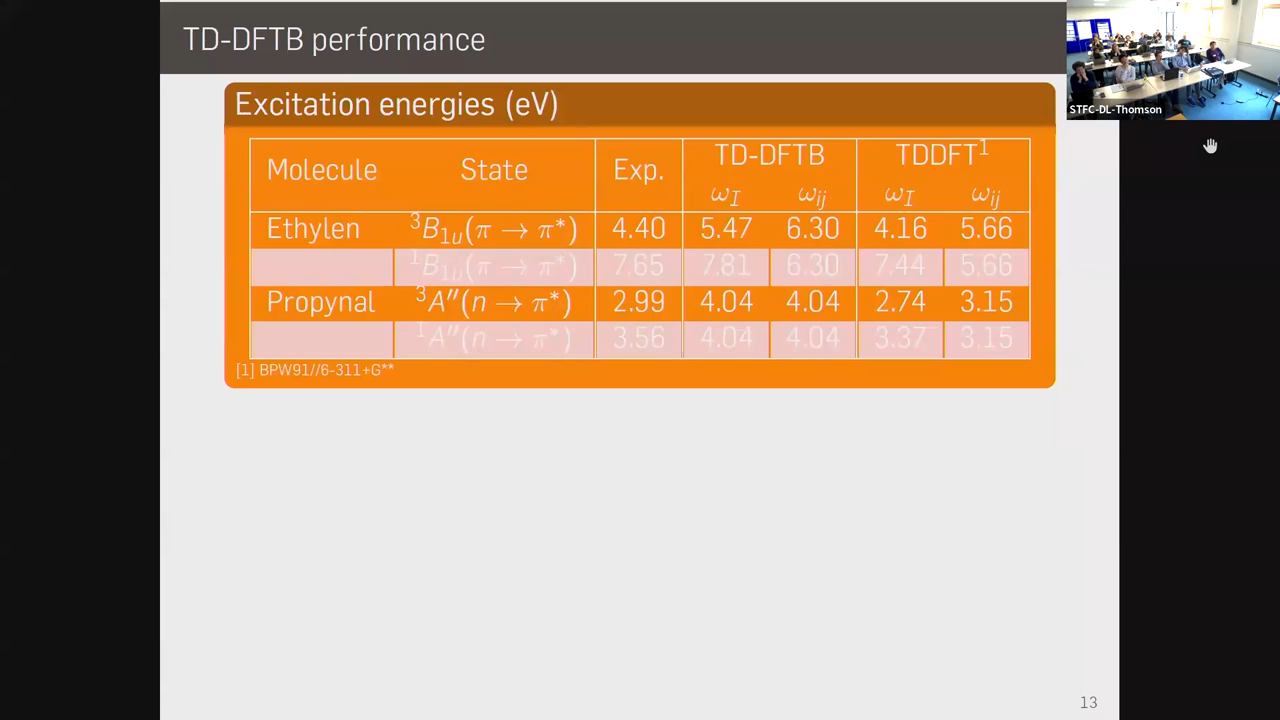 TD-DFTB performance
STFC-DL-Thomson
Excitation energies (eV)
Molecule State Exp. TD-DFTB TDDFT¹
ω_I ω_ij ω_I ω_ij
Ethylen ³B₁ᵤ(π → π*) 4.40 5.47 6.30 4.16 5.66
¹B₁ᵤ(π → π*) 7.65 7.81 6.30 7.44 5.66
Propynal ³A″(n → π*) 2.99 4.04 4.04 2.74 3.15
¹A″(n → π*) 3.56 4.04 4.04 3.37 3.15
[1] BPW91//6-311+G**
13